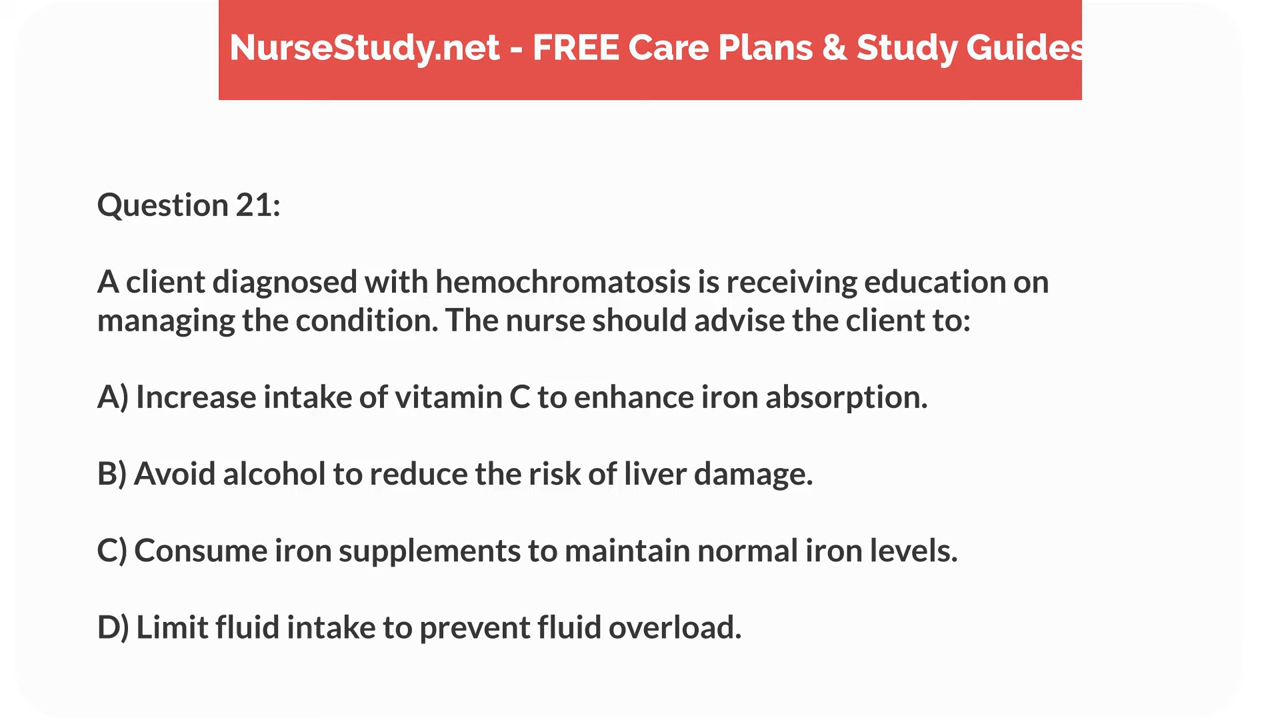 NurseStudy.net - FREE Care Plans & Study Guides
Question 21:
A client diagnosed with hemochromatosis is receiving education on
managing the condition. The nurse should advise the client to:
A) Increase intake of vitamin C to enhance iron absorption.
B) Avoid alcohol to reduce the risk of liver damage.
C) Consume iron supplements to maintain normal iron levels.
D) Limit fluid intake to prevent fluid overload.